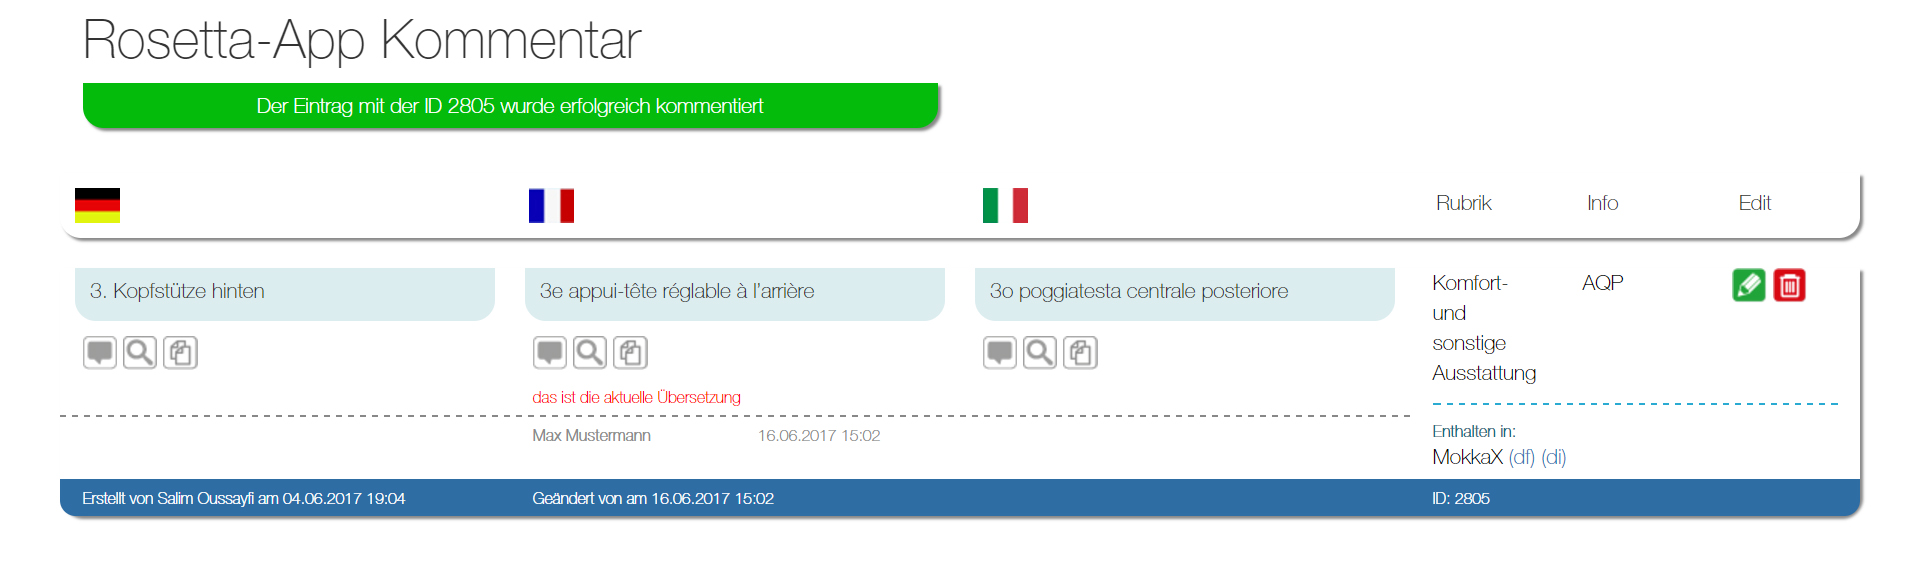 Rosetta-App Kommentar
Der Eintrag mit der ID 2805 wurde erfolgreich kommentiert
Rubrik Info Edit
3. Kopfstütze hinten
3e appui-tête réglable à l'arrière
3o poggiatesta centrale posteriore
Komfort-
und
sonstige
Ausstattung
AQP
das ist die aktuelle Übersetzung
Max Mustermann 16.06.2017 15:02
Enthalten in:
MokkaX (df) (di)
Erstellt von Salim Oussayfi am 04.06.2017 19:04
Geändert von am 16.06.2017 15:02
ID: 2805